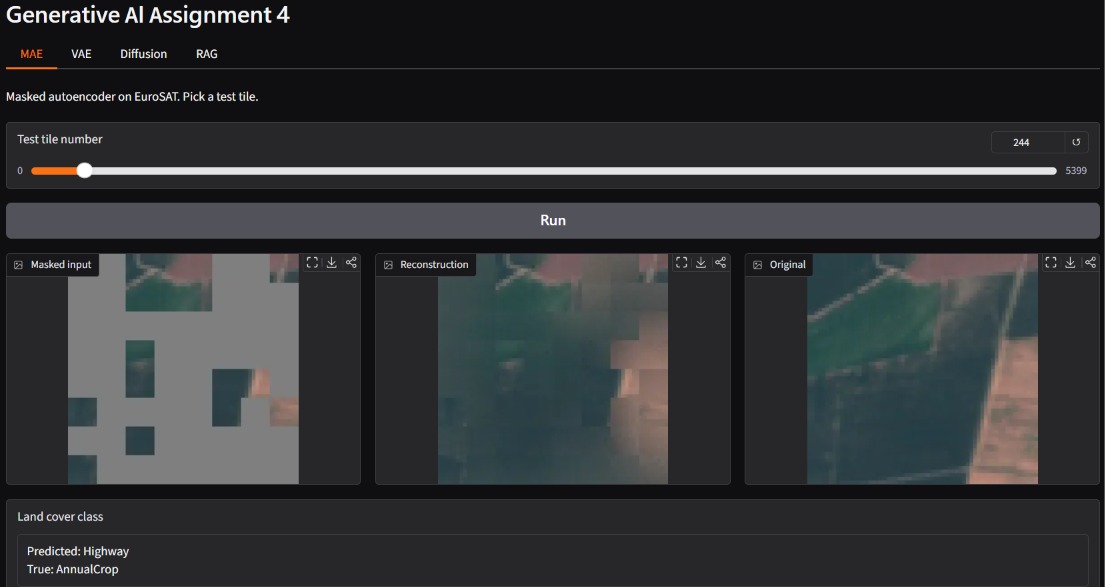 Generative AI Assignment 4
MAE VAE Diffusion RAG
Masked autoencoder on EuroSAT. Pick a test tile.
Test tile number
244
0
5399
Run
Masked input
Reconstruction
Original
Land cover class
Predicted: Highway
True: AnnualCrop